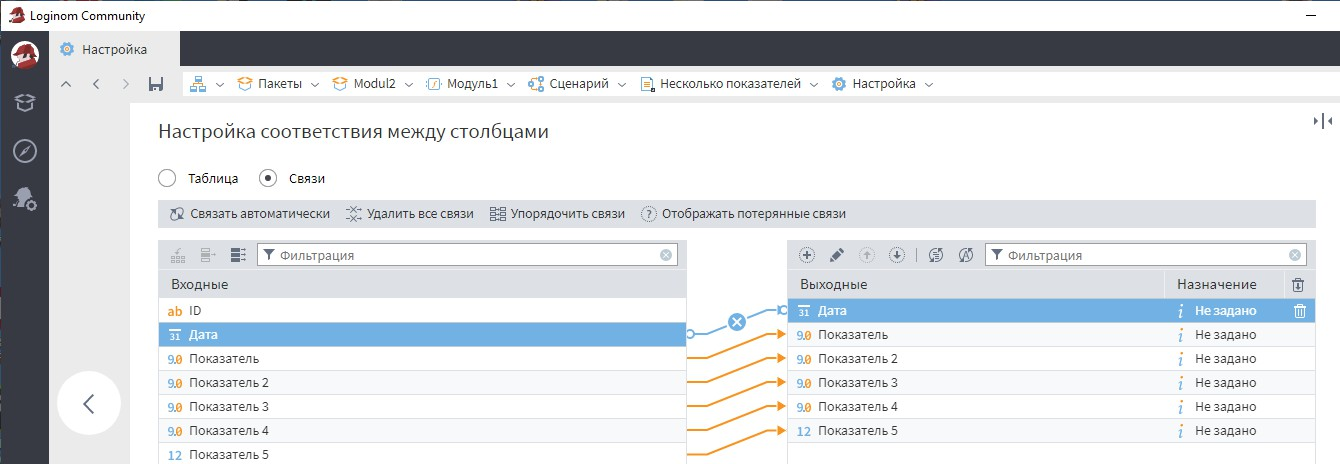 Loginom Community
Настройка
Пакеты Modul2 Модуль1 Сценарий Несколько показателей Настройка
Настройка соответствия между столбцами
Таблица Связи
Связать автоматически Удалить все связи Упорядочить связи Отображать потерянные связи
Фильтрация Фильтрация
Входные Выходные Назначение
ab ID 31 Дата i Не задано
31 Дата 9.0 Показатель i Не задано
9.0 Показатель 9.0 Показатель 2 i Не задано
9.0 Показатель 2 9.0 Показатель 3 i Не задано
9.0 Показатель 3 9.0 Показатель 4 i Не задано
9.0 Показатель 4 12 Показатель 5 i Не задано
12 Показатель 5